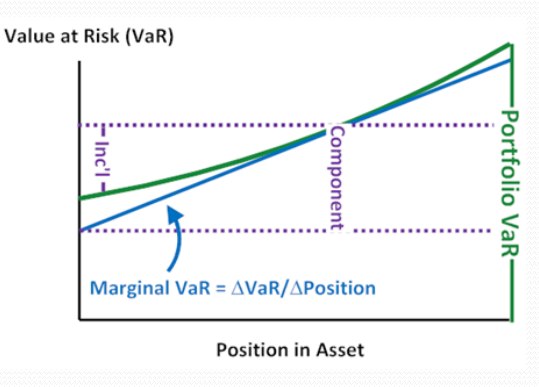 Value at Risk (VaR)
Inc'l
Component
Portfolio VaR
Marginal VaR = ΔVaR/ΔPosition
Position in Asset